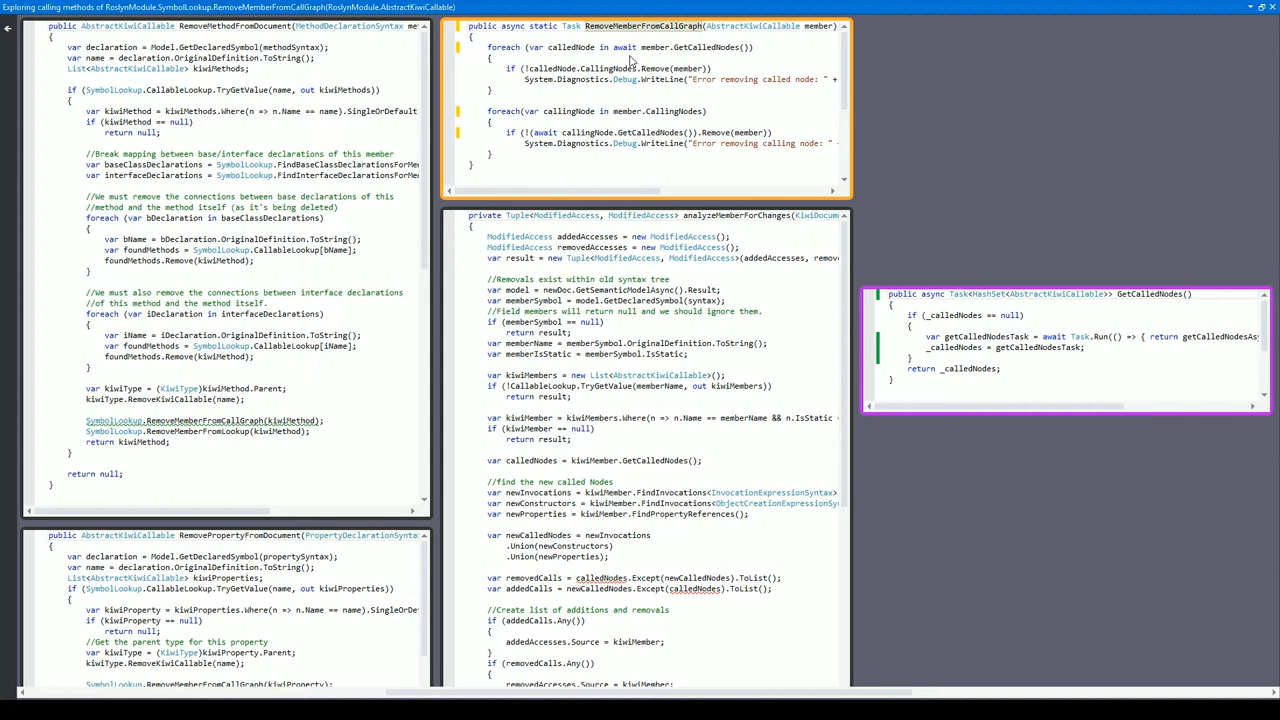 Exploring calling methods of RoslynModule.SymbolLookup.RemoveMemberFromCallGraph(RoslynModule.AbstractKiwiCallable)
public AbstractKiwiCallable RemoveMethodFromDocument(MethodDeclarationSyntax met
{
var declaration = Model.GetDeclaredSymbol(methodSyntax);
var name = declaration.OriginalDefinition.ToString();
List<AbstractKiwiCallable> kiwiMethods;
if (SymbolLookup.CallableLookup.TryGetValue(name, out kiwiMethods))
{
var kiwiMethod = kiwiMethods.Where(n => n.Name == name).SingleOrDefault
if (kiwiMethod == null)
return null;
//Break mapping between base/interface declarations of this member
var baseClassDeclarations = SymbolLookup.FindBaseClassDeclarationsForMem
var interfaceDeclarations = SymbolLookup.FindInterfaceDeclarationsForMem
//We must remove the connections between base declarations of this
//method and the method itself (as it's being deleted)
foreach (var bDeclaration in baseClassDeclarations)
{
var bName = bDeclaration.OriginalDefinition.ToString();
var foundMethods = SymbolLookup.CallableLookup[bName];
foundMethods.Remove(kiwiMethod);
}
//We must also remove the connections between interface declarations
//of this method and the method itself.
foreach (var iDeclaration in interfaceDeclarations)
{
var iName = iDeclaration.OriginalDefinition.ToString();
var foundMethods = SymbolLookup.CallableLookup[iName];
foundMethods.Remove(kiwiMethod);
}
var kiwiType = (KiwiType)kiwiMethod.Parent;
kiwiType.RemoveKiwiCallable(name);
SymbolLookup.RemoveMemberFromCallGraph(kiwiMethod);
SymbolLookup.RemoveMemberFromLookup(kiwiMethod);
return kiwiMethod;
}
return null;
}
public AbstractKiwiCallable RemovePropertyFromDocument(PropertyDeclarationSynta
{
var declaration = Model.GetDeclaredSymbol(propertySyntax);
var name = declaration.OriginalDefinition.ToString();
List<AbstractKiwiCallable> kiwiProperties;
if (SymbolLookup.CallableLookup.TryGetValue(name, out kiwiProperties))
{
var kiwiProperty = kiwiProperties.Where(n => n.Name == name).SingleOrDef
if (kiwiProperty == null)
return null;
//Get the parent type for this property
var kiwiType = (KiwiType)kiwiProperty.Parent;
kiwiType.RemoveKiwiCallable(name);
SymbolLookup.RemoveMemberFromCallGraph(kiwiProperty);
public async static Task RemoveMemberFromCallGraph(AbstractKiwiCallable member)
{
foreach (var calledNode in await member.GetCalledNodes())
{
if (!calledNode.CallingNodes.Remove(member))
System.Diagnostics.Debug.WriteLine("Error removing called node: " +
}
foreach(var callingNode in member.CallingNodes)
{
if (!(await callingNode.GetCalledNodes()).Remove(member))
System.Diagnostics.Debug.WriteLine("Error removing calling node: " +
}
}
private Tuple<ModifiedAccess, ModifiedAccess> analyzeMemberForChanges(KiwiDocum
{
ModifiedAccess addedAccesses = new ModifiedAccess();
ModifiedAccess removedAccesses = new ModifiedAccess();
var result = new Tuple<ModifiedAccess, ModifiedAccess>(addedAccesses, remove
//Removals exist within old syntax tree
var model = newDoc.GetSemanticModelAsync().Result;
var memberSymbol = model.GetDeclaredSymbol(syntax);
//Field members will return null and we should ignore them.
if (memberSymbol == null)
return result;
var memberName = memberSymbol.OriginalDefinition.ToString();
var memberIsStatic = memberSymbol.IsStatic;
var kiwiMembers = new List<AbstractKiwiCallable>();
if (!CallableLookup.TryGetValue(memberName, out kiwiMembers))
return result;
var kiwiMember = kiwiMembers.Where(n => n.Name == memberName && n.IsStatic =
if (kiwiMember == null)
return result;
var calledNodes = kiwiMember.GetCalledNodes();
//find the new called Nodes
var newInvocations = kiwiMember.FindInvocations<InvocationExpressionSyntax>
var newConstructors = kiwiMember.FindInvocations<ObjectCreationExpressionSyn
var newProperties = kiwiMember.FindPropertyReferences();
var newCalledNodes = newInvocations
.Union(newConstructors)
.Union(newProperties);
var removedCalls = calledNodes.Except(newCalledNodes).ToList();
var addedCalls = newCalledNodes.Except(calledNodes).ToList();
//Create list of additions and removals
if (addedCalls.Any())
{
addedAccesses.Source = kiwiMember;
}
if (removedCalls.Any())
{
removedAccesses.Source = kiwiMember;
public async Task<HashSet<AbstractKiwiCallable>> GetCalledNodes()
{
if (_calledNodes == null)
{
var getCalledNodesTask = await Task.Run(() => { return getCalledNodesAsy
_calledNodes = getCalledNodesTask;
}
return _calledNodes;
}